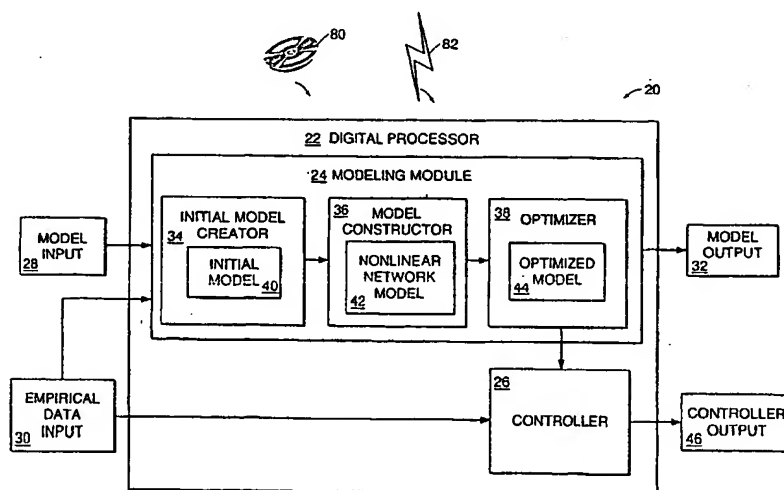 80
82
20
22 DIGITAL PROCESSOR
24 MODELING MODULE
MODEL
INPUT
28
INITIAL MODEL
34 CREATOR
INITIAL
MODEL 40
36 MODEL
CONSTRUCTOR
NONLINEAR
NETWORK
42 MODEL
38 OPTIMIZER
OPTIMIZED
44 MODEL
MODEL
OUTPUT
32
EMPIRICAL
DATA
INPUT
30
26
CONTROLLER
CONTROLLER
OUTPUT
46